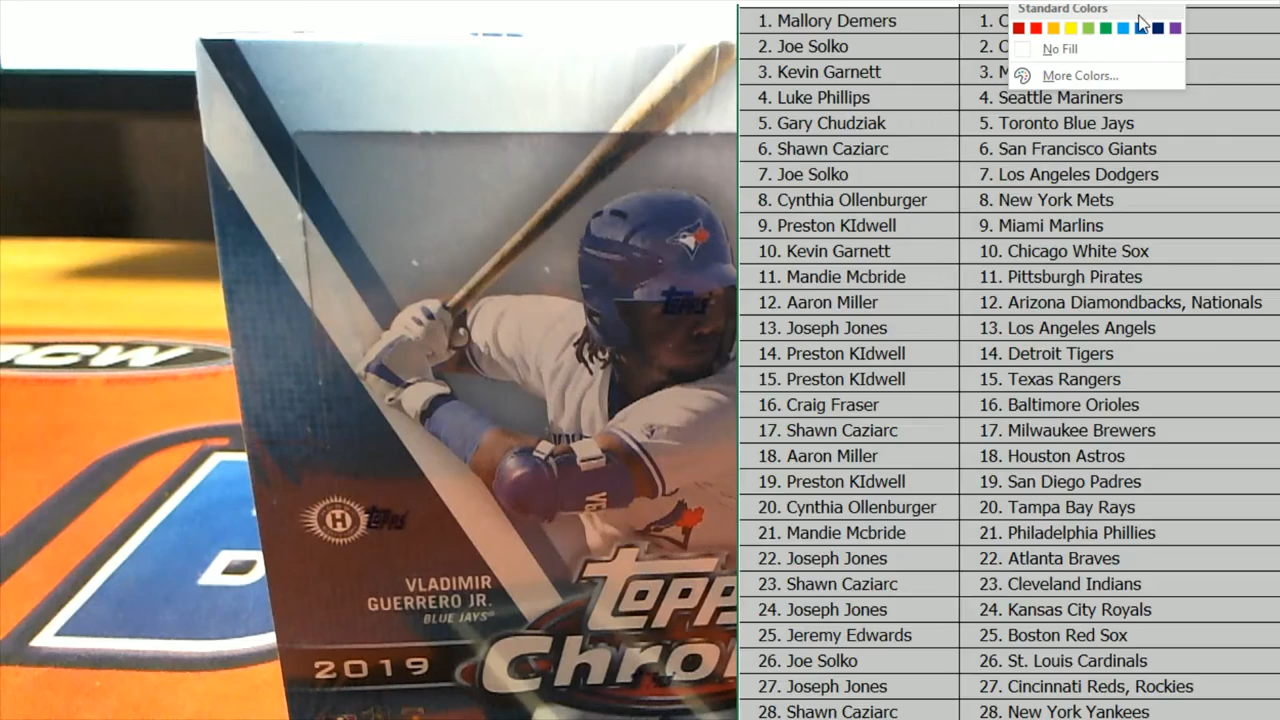 Standard Colors
No Fill
More Colors...
1. Mallory Demers
2. Joe Solko
3. Kevin Garnett
4. Luke Phillips
5. Gary Chudziak
6. Shawn Caziarc
7. Joe Solko
8. Cynthia Ollenburger
9. Preston KIdwell
10. Kevin Garnett
11. Mandie Mcbride
12. Aaron Miller
13. Joseph Jones
14. Preston KIdwell
15. Preston KIdwell
16. Craig Fraser
17. Shawn Caziarc
18. Aaron Miller
19. Preston KIdwell
20. Cynthia Ollenburger
21. Mandie Mcbride
22. Joseph Jones
23. Shawn Caziarc
24. Joseph Jones
25. Jeremy Edwards
26. Joe Solko
27. Joseph Jones
28. Shawn Caziarc
1.
2.
3.
4. Seattle Mariners
5. Toronto Blue Jays
6. San Francisco Giants
7. Los Angeles Dodgers
8. New York Mets
9. Miami Marlins
10. Chicago White Sox
11. Pittsburgh Pirates
12. Arizona Diamondbacks, Nationals
13. Los Angeles Angels
14. Detroit Tigers
15. Texas Rangers
16. Baltimore Orioles
17. Milwaukee Brewers
18. Houston Astros
19. San Diego Padres
20. Tampa Bay Rays
21. Philadelphia Phillies
22. Atlanta Braves
23. Cleveland Indians
24. Kansas City Royals
25. Boston Red Sox
26. St. Louis Cardinals
27. Cincinnati Reds, Rockies
28. New York Yankees
Topps
H Topps
VLADIMIR
GUERRERO JR.
BLUE JAYS
2019